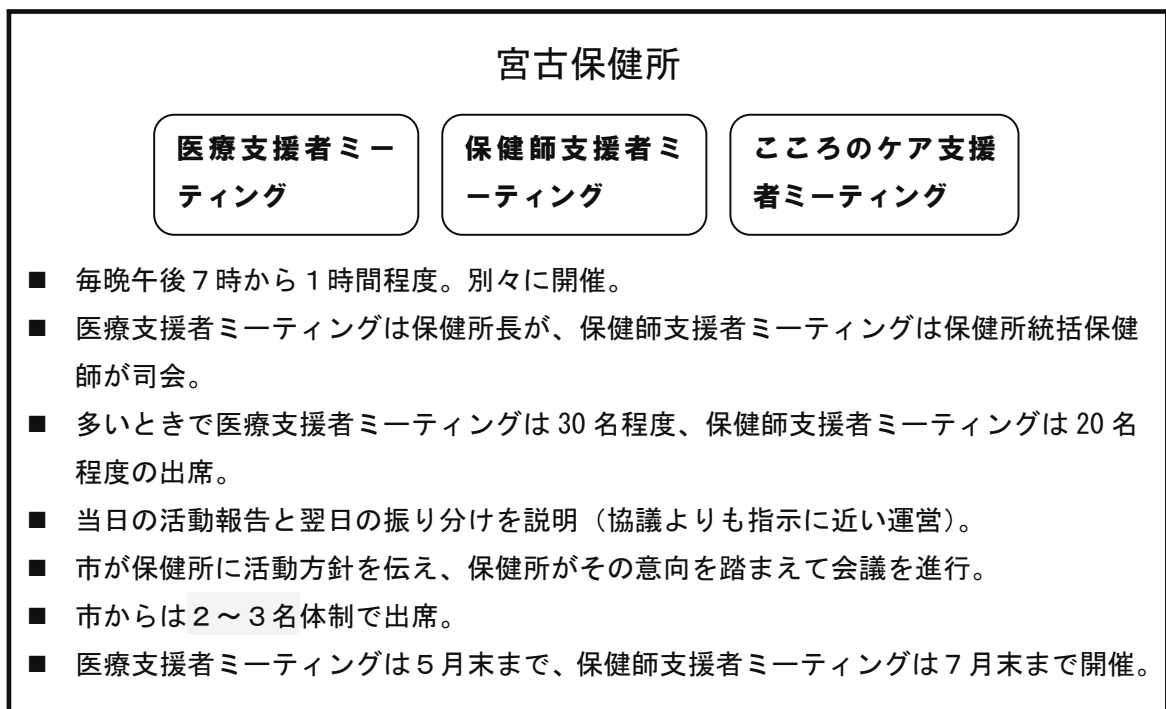 宮古保健所
医療支援者ミー
ティング
保健師支援者ミ
ーティング
こころのケア支援
者ミーティング
■ 毎晩午後７時から１時間程度。別々に開催。
■ 医療支援者ミーティングは保健所長が、保健師支援者ミーティングは保健所統括保健
師が司会。
■ 多いときで医療支援者ミーティングは 30 名程度、保健師支援者ミーティングは 20 名
程度の出席。
■ 当日の活動報告と翌日の振り分けを説明（協議よりも指示に近い運営）。
■ 市が保健所に活動方針を伝え、保健所がその意向を踏まえて会議を進行。
■ 市からは２～３名体制で出席。
■ 医療支援者ミーティングは５月末まで、保健師支援者ミーティングは７月末まで開催。